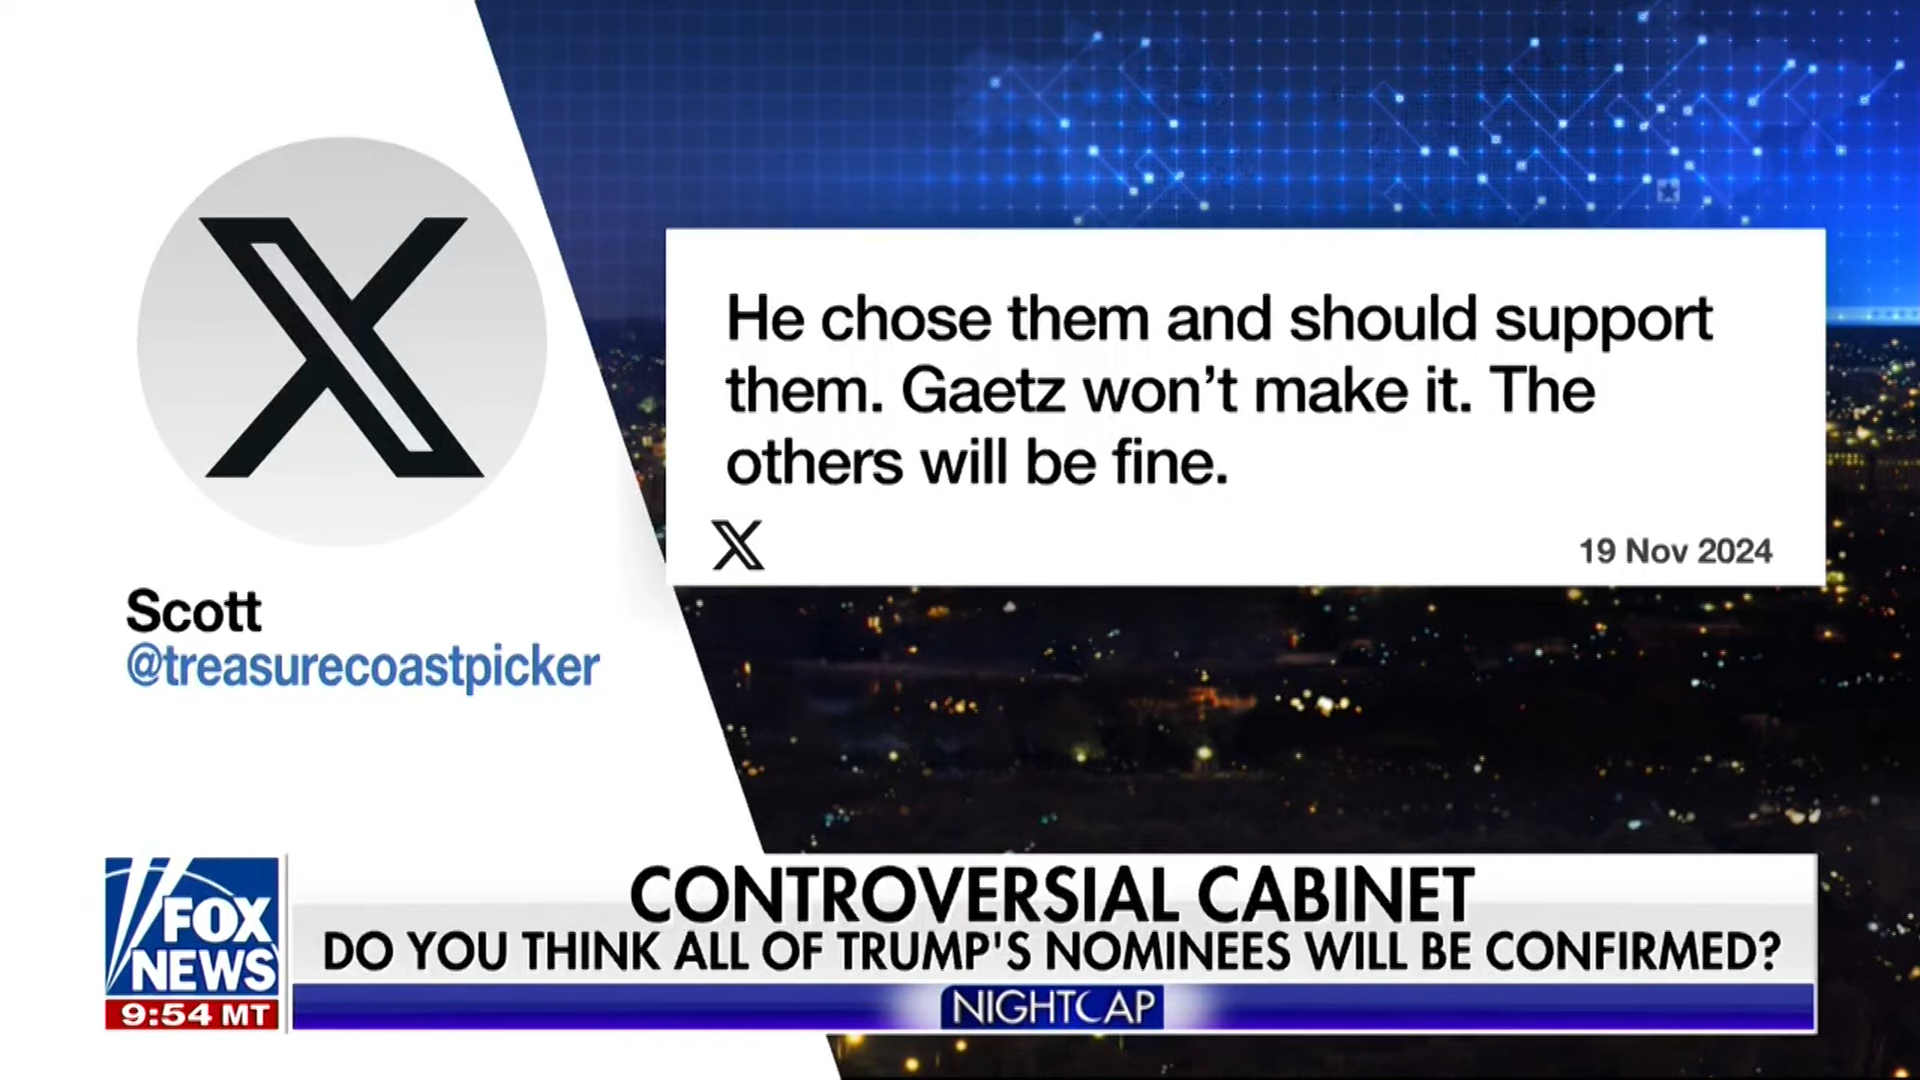 He chose them and should support
them. Gaetz won't make it. The
others will be fine.
19 Nov 2024
Scott
@treasurecoastpicker
FOX
NEWS
9:54 MT
CONTROVERSIAL CABINET
DO YOU THINK ALL OF TRUMP'S NOMINEES WILL BE CONFIRMED?
NIGHTCAP